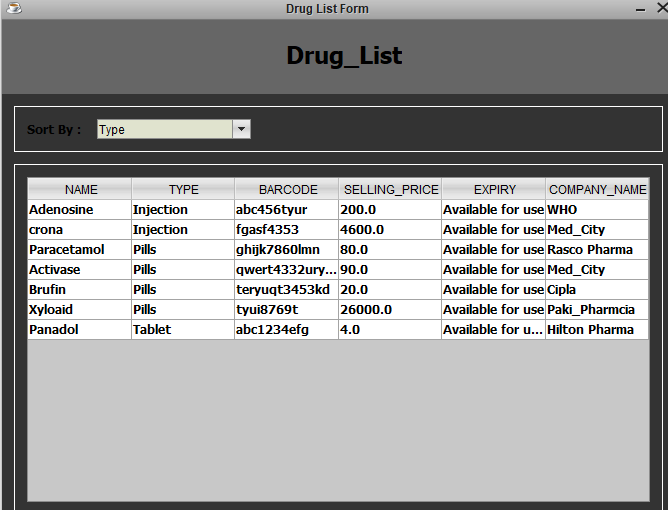 Drug List Form
Drug_List
Sort By : Type
NAME TYPE BARCODE SELLING_PRICE EXPIRY COMPANY_NAME
Adenosine Injection abc456tyur 200.0 Available for use WHO
crona Injection fgasf4353 4600.0 Available for use Med_City
Paracetamol Pills ghijk7860lmn 80.0 Available for use Rasco Pharma
Activase Pills qwert4332ury... 90.0 Available for use Med_City
Brufin Pills teryuqt3453kd 20.0 Available for use Cipla
Xyloaid Pills tyui8769t 26000.0 Available for use Paki_Pharmcia
Panadol Tablet abc1234efg 4.0 Available for u... Hilton Pharma